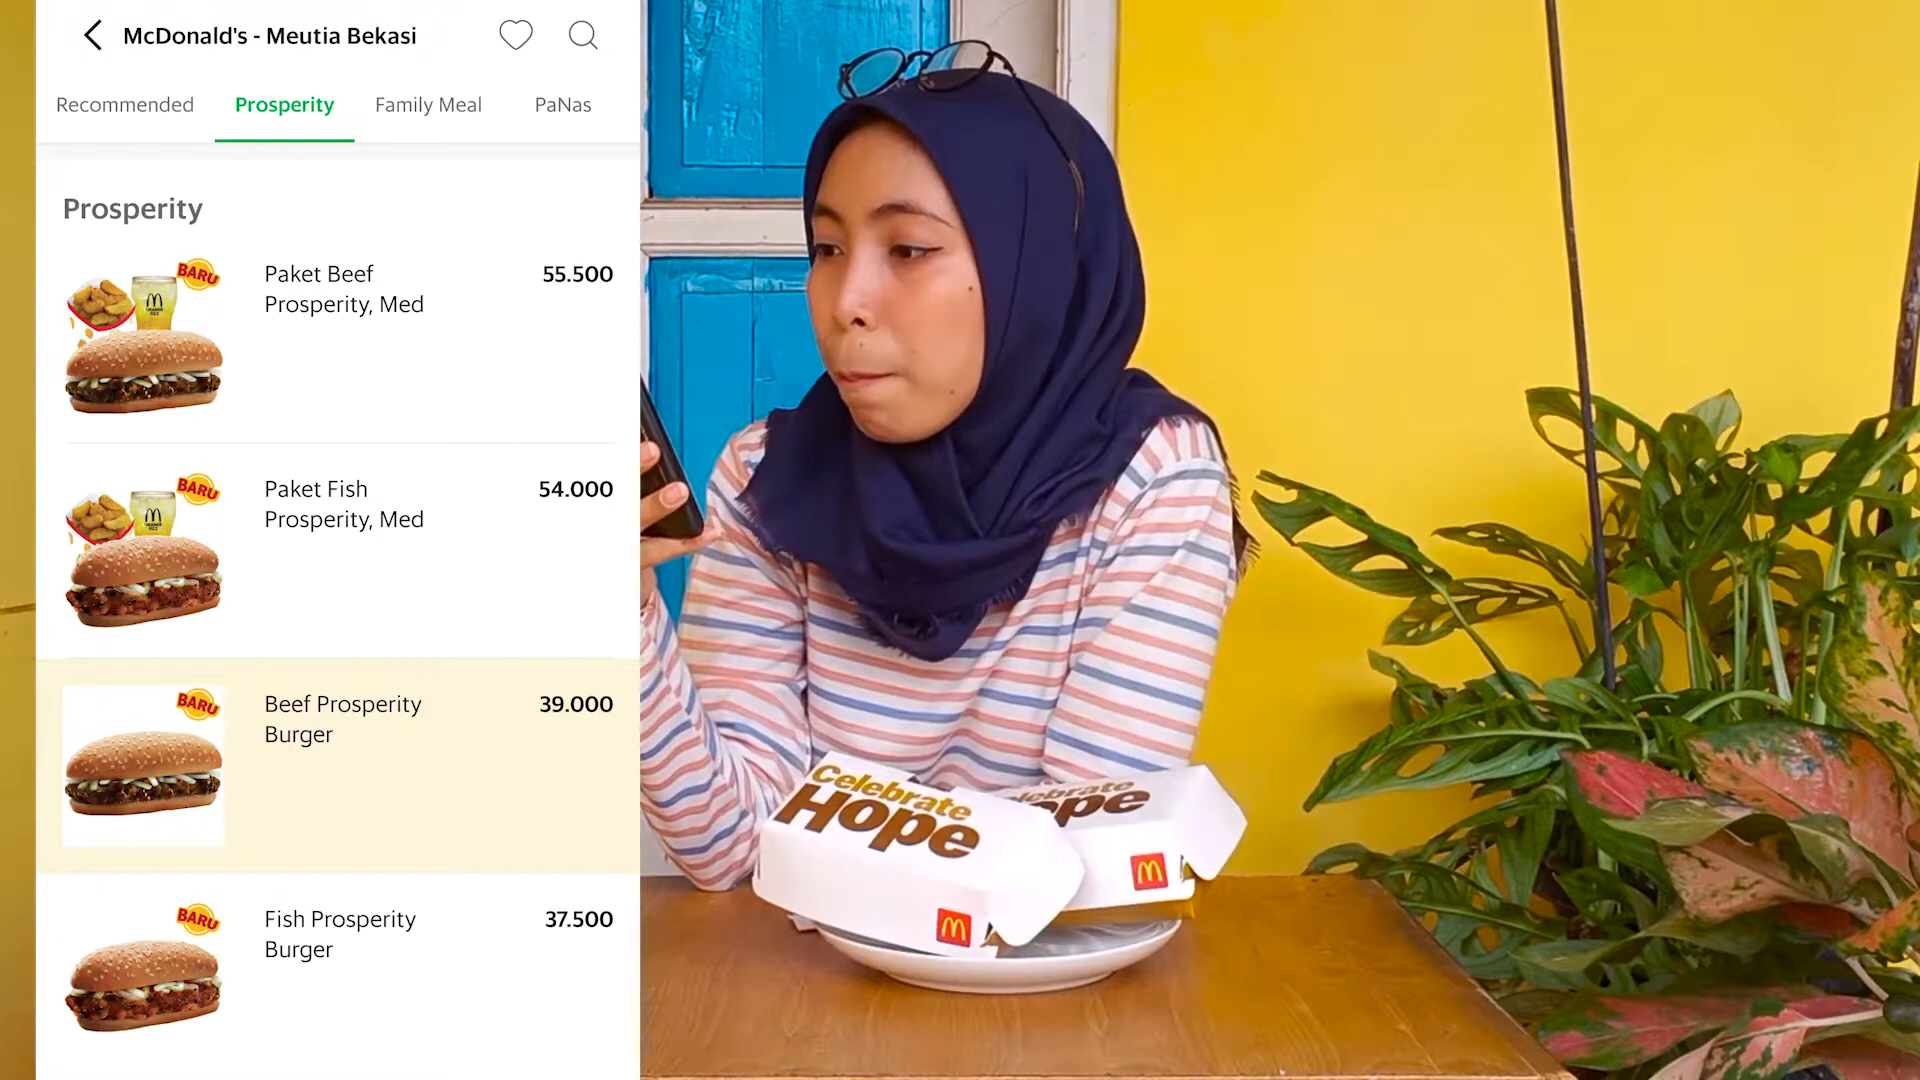 McDonald's - Meutia Bekasi
Recommended
Prosperity
Family Meal
PaNas
Prosperity
BARU
Paket Beef
Prosperity, Med
55.500
BARU
Paket Fish
Prosperity, Med
54.000
BARU
Beef Prosperity
Burger
39.000
BARU
Fish Prosperity
Burger
37.500
Celebrate
Hope